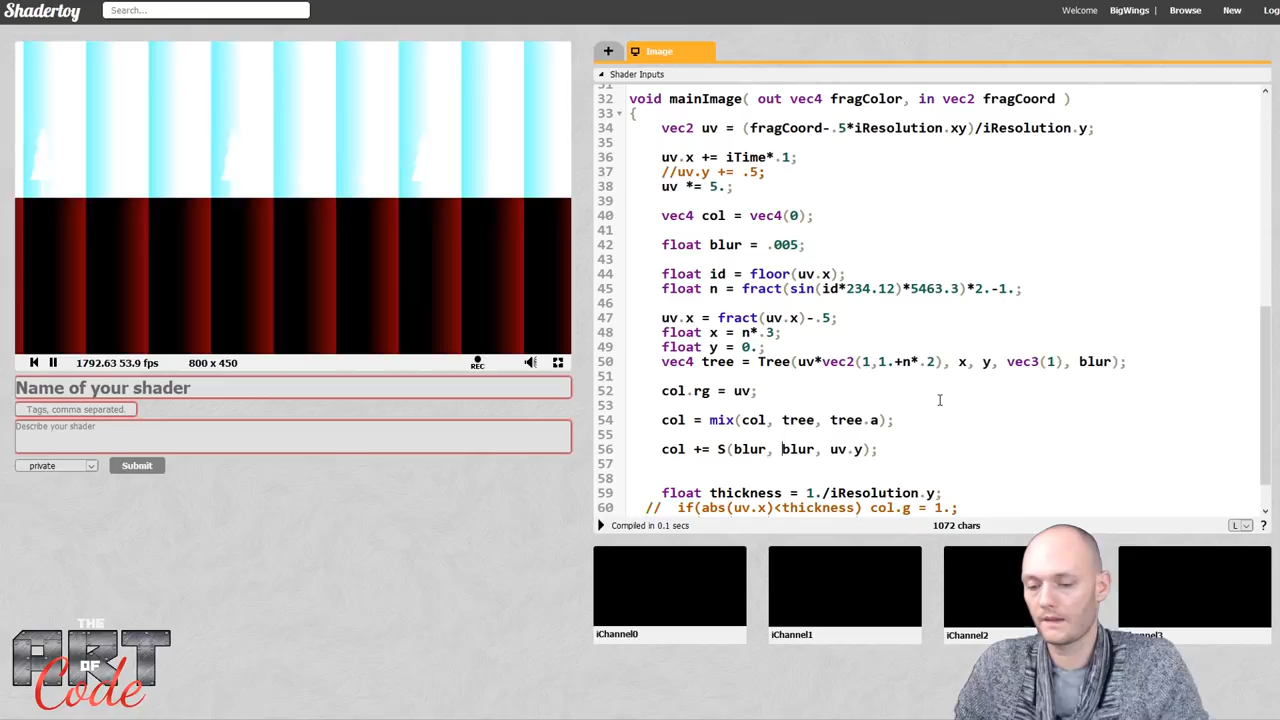 Shadertoy
Search...
Welcome BigWings | Browse New Log
+ Image
Shader Inputs
32 void mainImage( out vec4 fragColor, in vec2 fragCoord )
33 {
34 vec2 uv = (fragCoord-.5*iResolution.xy)/iResolution.y;
35
36 uv.x += iTime*.1;
37 //uv.y += .5;
38 uv *= 5.;
39
40 vec4 col = vec4(0);
41
42 float blur = .005;
43
44 float id = floor(uv.x);
45 float n = fract(sin(id*234.12)*5463.3)*2.-1.;
46
47 uv.x = fract(uv.x)-.5;
48 float x = n*.3;
49 float y = 0.;
50 vec4 tree = Tree(uv*vec2(1,1.+n*.2), x, y, vec3(1), blur);
51
52 col.rg = uv;
53
54 col = mix(col, tree, tree.a);
55
56 col += S(blur, blur, uv.y);
57
58
59 float thickness = 1./iResolution.y;
60 // if(abs(uv.x)<thickness) col.g = 1.;
Compiled in 0.1 secs 1072 chars L ?
1792.63 53.9 fps 800 x 450 REC
Name of your shader
Tags, comma separated.
Describe your shader
private Submit
iChannel0 iChannel1 iChannel2
THE
ART
OF
Code